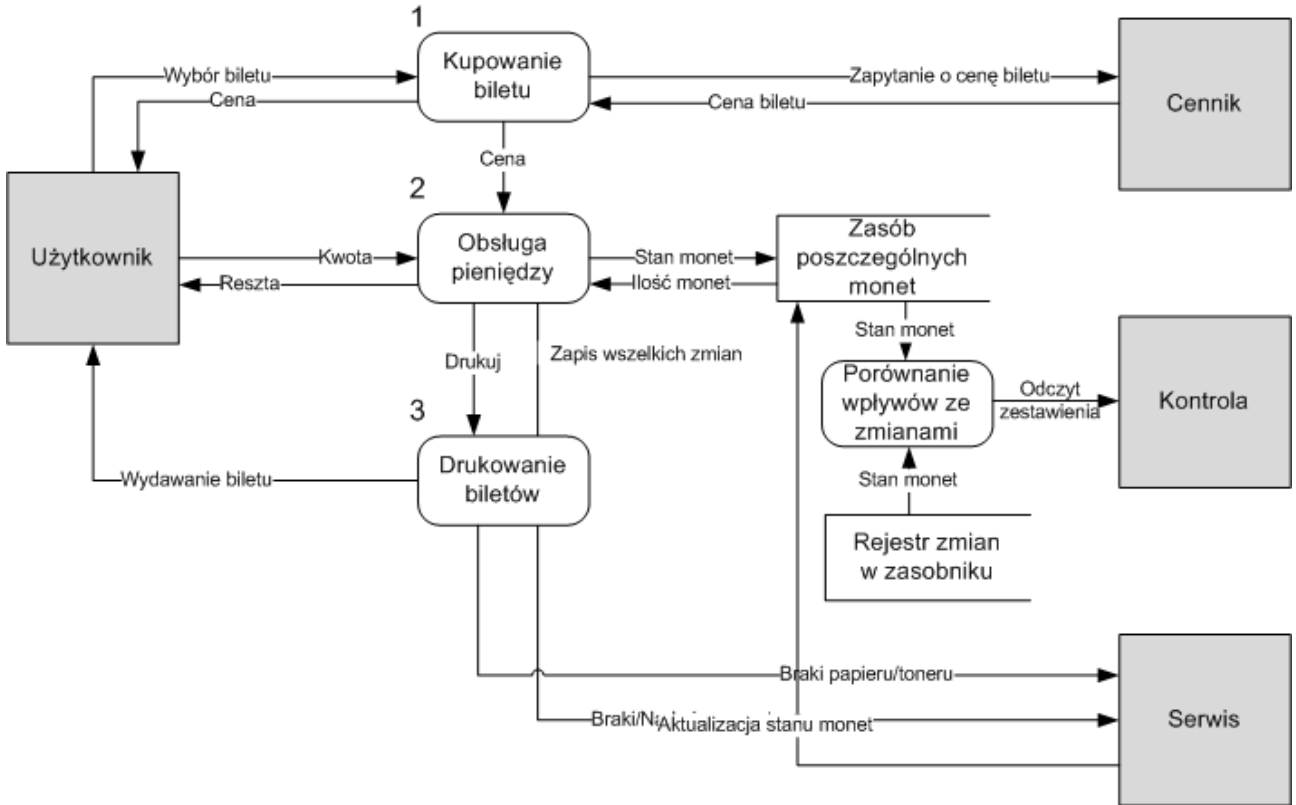 1
Kupowanie
biletu
Wybór biletu
Zapytanie o cenę biletu
Cena
Cena biletu
Cennik
Cena
2
Użytkownik
Kwota
Obsługa
pieniędzy
Stan monet
Zasób
poszczególnych
monet
Reszta
Ilość monet
Stan monet
Drukuj
Zapis wszelkich zmian
Porównanie
wpływów ze
zmianami
Odczyt
zestawienia
Kontrola
3
Drukowanie
biletów
Wydawanie biletu
Stan monet
Rejestr zmian
w zasobniku
Braki papieru/toneru
Braki/
Aktualizacja stanu monet
Serwis